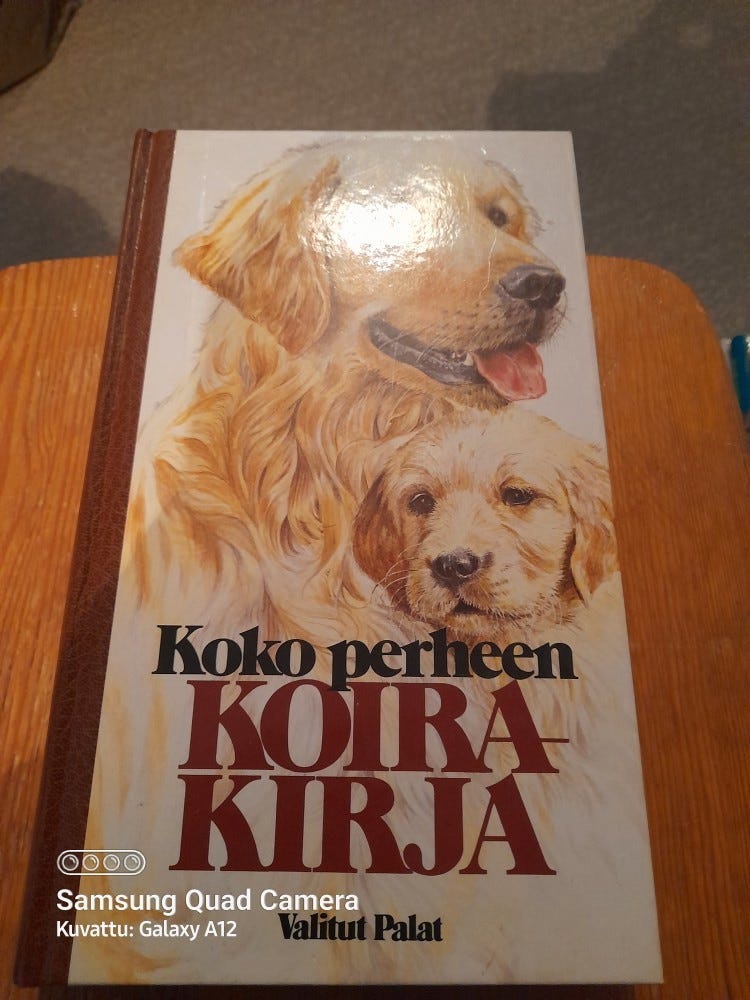 Koko perheen
KOIRA-
KIRJA
Valitut Palat
Samsung Quad Camera
Kuvattu: Galaxy A12